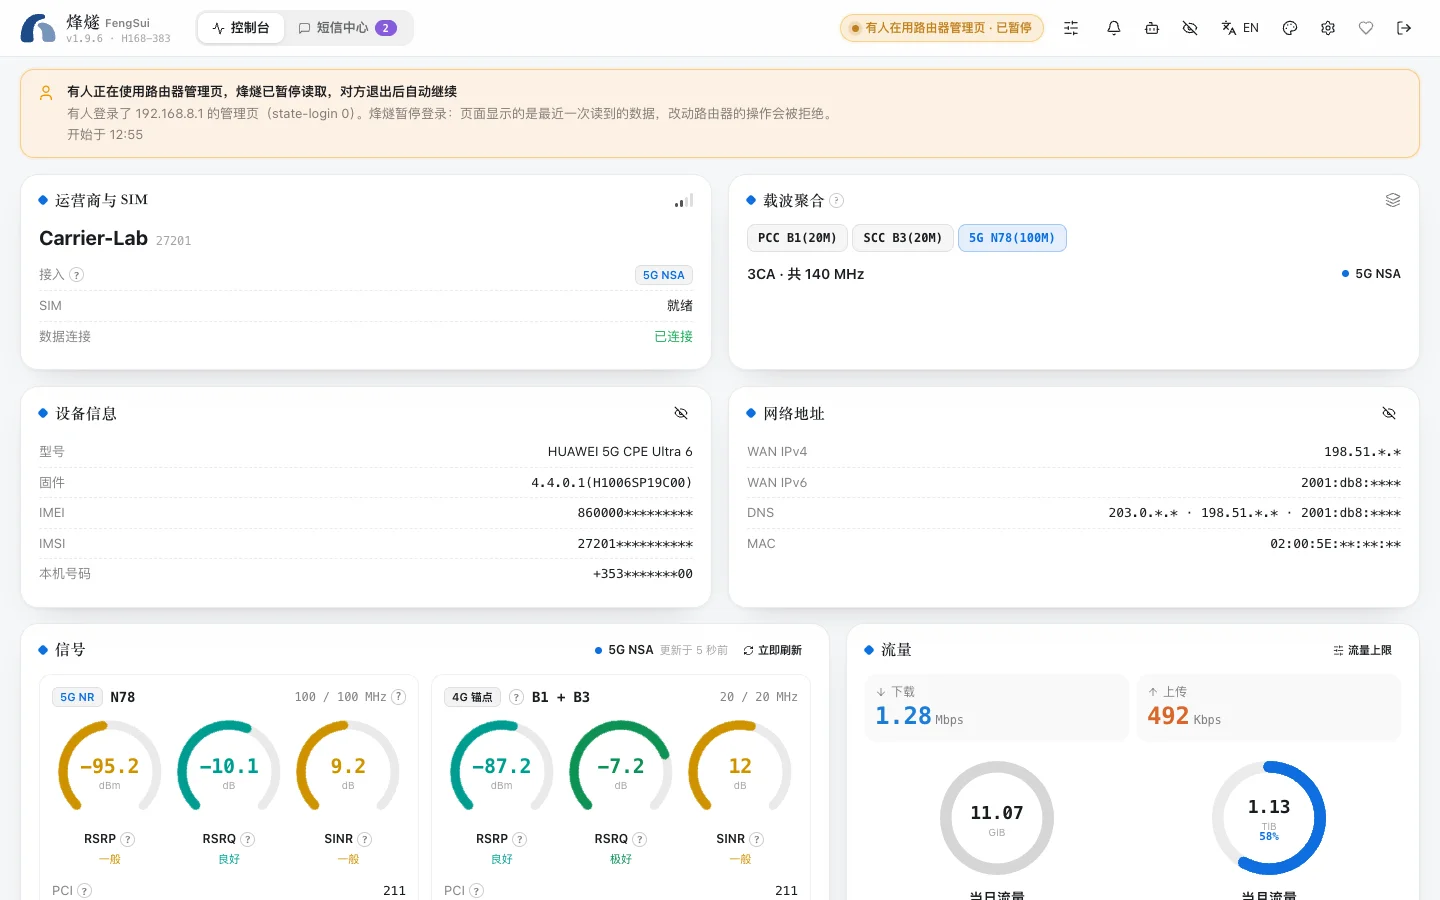 烽燧 FengSui
v1.9.6 · H168-383
控制台
短信中心 2
有人在用路由器管理页 · 已暂停
EN
有人正在使用路由器管理页，烽燧已暂停读取，对方退出后自动继续
有人登录了 192.168.8.1 的管理页（state-login 0）。烽燧暂停登录：页面显示的是最近一次读到的数据，改动路由器的操作会被拒绝。
开始于 12:55
运营商与 SIM
Carrier-Lab 27201
接入 ? 5G NSA
SIM 就绪
数据连接 已连接
载波聚合 ?
PCC B1(20M) SCC B3(20M) 5G N78(100M)
3CA · 共 140 MHz 5G NSA
设备信息
型号 HUAWEI 5G CPE Ultra 6
固件 4.4.0.1(H1006SP19C00)
IMEI 860000*********
IMSI 27201**********
本机号码 +353*******00
网络地址
WAN IPv4 198.51.*.*
WAN IPv6 2001:db8:****
DNS 203.0.*.* · 198.51.*.* · 2001:db8:****
MAC 02:00:5E:**:**:**
信号 5G NSA 更新于 5 秒前 立即刷新
5G NR N78 100 / 100 MHz ?
-95.2 -10.1 9.2
dBm dB dB
RSRP ? RSRQ ? SINR ?
一般 良好 一般
PCI ? 211
4G 锚点 ? B1 + B3 20 / 20 MHz
-87.2 -7.2 12
dBm dB dB
RSRP ? RSRQ ? SINR ?
良好 极好 一般
PCI ? 211
流量 流量上限
下载
1.28 Mbps
上传
492 Kbps
11.07
GiB
当日流量
1.13
TiB
58%
当月流量